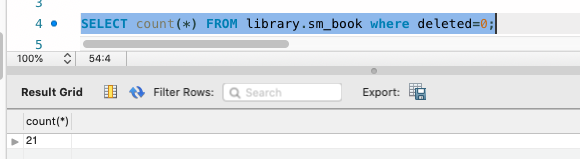 3
4 SELECT count(*) FROM library.sm_book where deleted=0;
5
100% 54:4
Result Grid Filter Rows: Search Export:
count(*)
21